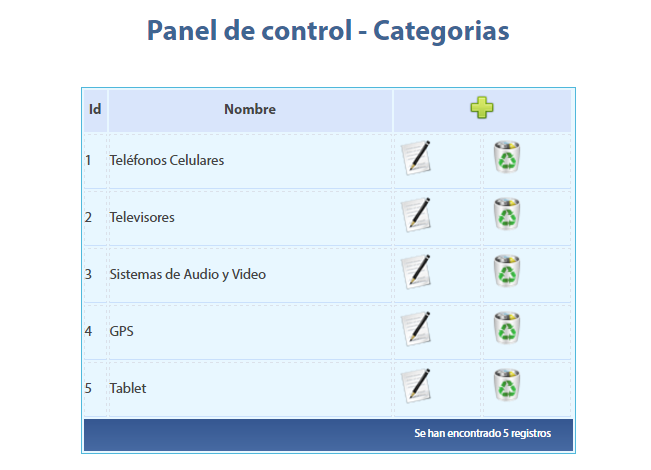 Panel de control - Categorias
Id Nombre
1 Teléfonos Celulares
2 Televisores
3 Sistemas de Audio y Video
4 GPS
5 Tablet
Se han encontrado 5 registros